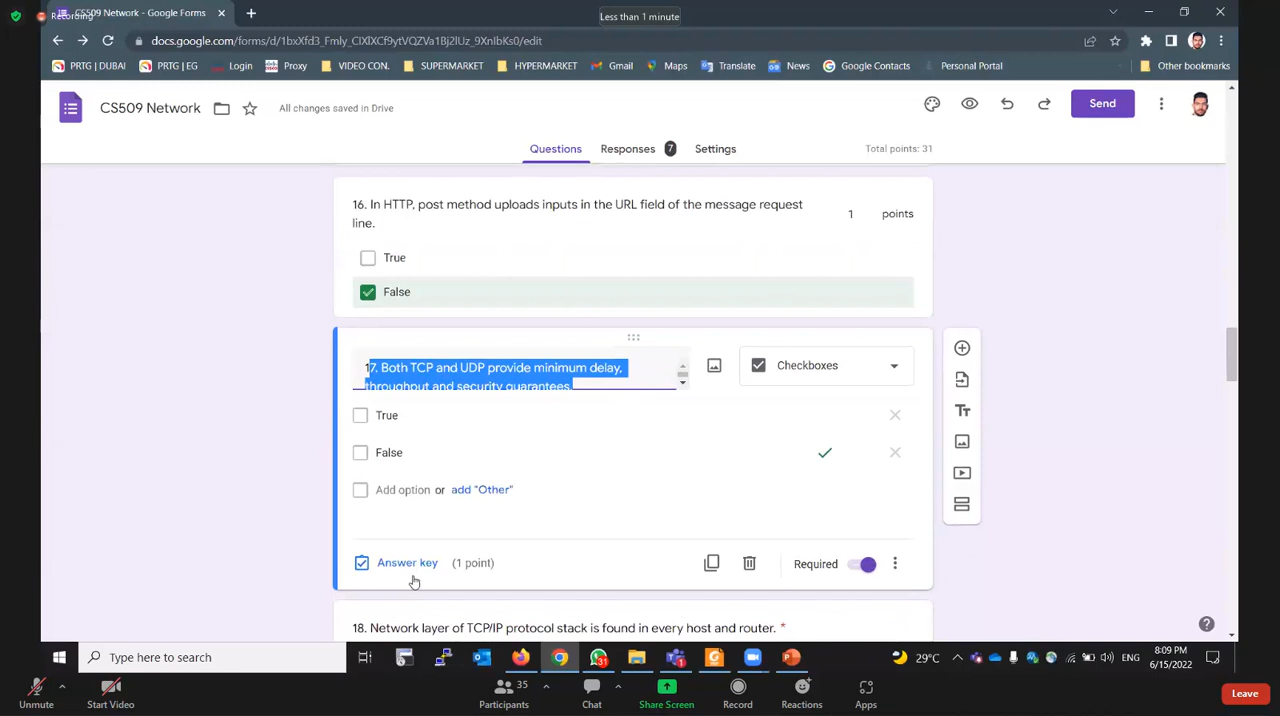 Recording
CS509 Network - Google Forms
Less than 1 minute
docs.google.com/forms/d/1bxXfd3_Fmly_ClXlXCf9ytVQZVa1Bj2lUz_9XnIbKs0/edit
PRTG | DUBAI
PRTG | EG
Login
Proxy
VIDEO CON.
SUPERMARKET
HYPERMARKET
Gmail
Maps
Translate
News
Google Contacts
Personal Portal
Other bookmarks
CS509 Network
All changes saved in Drive
Send
Questions
Responses 7
Settings
Total points: 31
16. In HTTP, post method uploads inputs in the URL field of the message request
line.
1 points
True
False
17. Both TCP and UDP provide minimum delay,
throughput and security guarantees.
Checkboxes
True
False
Add option or add "Other"
Answer key (1 point)
Required
18. Network layer of TCP/IP protocol stack is found in every host and router. *
Type here to search
29°C
ENG
8:09 PM
6/15/2022
Unmute
Start Video
35
Participants
Chat
Share Screen
Record
Reactions
Apps
Leave